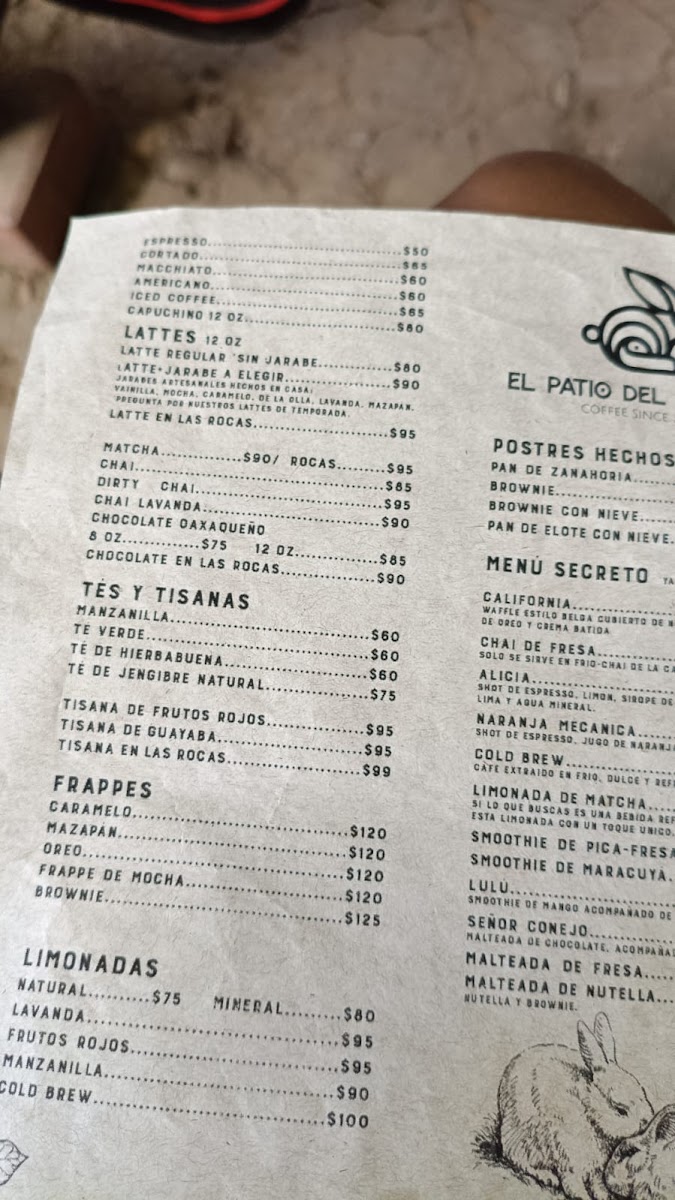 ESPRESSO...$50
CORTADO...$65
MACCHIATO...$60
AMERICANO...$60
ICED COFFEE...$65
CAPUCHINO 12 OZ...$80
LATTES 12 OZ
LATTE REGULAR *SIN JARABE...$80
LATTE+JARABE A ELEGIR...$90
JARABES ARTESANALES HECHOS EN CASA:
VAINILLA, MOCHA, CARAMELO, DE LA OLLA, LAVANDA, MAZAPAN.
PREGUNTA POR NUESTROS LATTES DE TEMPORADA.
LATTE EN LAS ROCAS...$95
MATCHA...$90/ ROCAS...$95
CHAI...$85
DIRTY CHAI...$95
CHAI LAVANDA...$90
CHOCOLATE OAXAQUEÑO
8 OZ...$75 12 OZ...$85
CHOCOLATE EN LAS ROCAS...$90
TÉS Y TISANAS
MANZANILLA...$60
TÉ VERDE...$60
TÉ DE HIERBABUENA...$60
TÉ DE JENGIBRE NATURAL...$75
TISANA DE FRUTOS ROJOS...$95
TISANA DE GUAYABA...$95
TISANA EN LAS ROCAS...$99
FRAPPES
CARAMELO...$120
MAZAPÁN...$120
OREO...$120
FRAPPE DE MOCHA...$120
BROWNIE...$125
LIMONADAS
NATURAL...$75 MINERAL...$80
LAVANDA...$95
FRUTOS ROJOS...$95
MANZANILLA...$90
COLD BREW...$100
EL PATIO DEL
COFFEE SINCE
POSTRES HECHOS
PAN DE ZANAHORIA...
BROWNIE...
BROWNIE CON NIEVE...
PAN DE ELOTE CON NIEVE.
MENÚ SECRETO
CALIFORNIA...
WAFFLE ESTILO BELGA CUBIERTO DE
DE OREO Y CREMA BATIDA
CHAI DE FRESA...
SOLO SE SIRVE EN FRIO-CHAI DE LA
ALICIA...
SHOT DE ESPRESSO, LIMON, SIROPE DE
LIMA Y AGUA MINERAL.
NARANJA MECANICA...
SHOT DE ESPRESSO, JUGO DE NARANJ
COLD BREW...
CAFE EXTRAIDO EN FRIO, DULCE Y REF
LIMONADA DE MATCHA...
SI LO QUE BUSCAS ES UNA BEBIDA REF
ESTA LIMONADA CON UN TOQUE UNICO.
SMOOTHIE DE PICA-FRESA
SMOOTHIE DE MARACUYÁ.
LULÚ...
SMOOTHIE DE MANGO ACOMPAÑADO DE
SEÑOR CONEJO...
MALTEADA DE CHOCOLATE, ACOMPAÑA
MALTEADA DE FRESA...
MALTEADA DE NUTELLA...
NUTELLA Y BROWNIE.